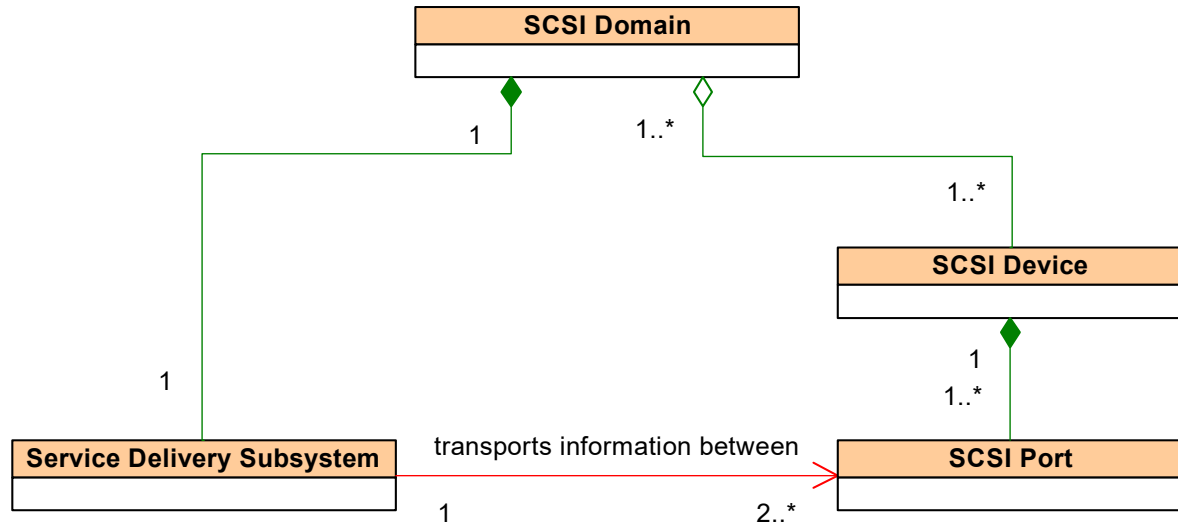 SCSI Domain
1
1..*
1..*
SCSI Device
1
1
1..*
transports information between
Service Delivery Subsystem
SCSI Port
1
2..*